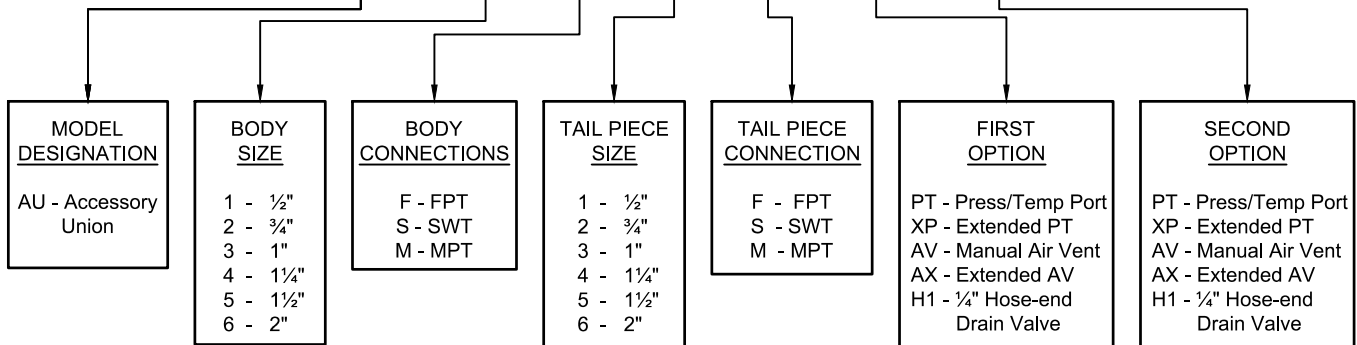 MODEL
DESIGNATION
AU - Accessory
Union
BODY
SIZE
1 - ½"
2 - ¾"
3 - 1"
4 - 1¼"
5 - 1½"
6 - 2"
BODY
CONNECTIONS
F - FPT
S - SWT
M - MPT
TAIL PIECE
SIZE
1 - ½"
2 - ¾"
3 - 1"
4 - 1¼"
5 - 1½"
6 - 2"
TAIL PIECE
CONNECTION
F - FPT
S - SWT
M - MPT
FIRST
OPTION
PT - Press/Temp Port
XP - Extended PT
AV - Manual Air Vent
AX - Extended AV
H1 - ¼" Hose-end
Drain Valve
SECOND
OPTION
PT - Press/Temp Port
XP - Extended PT
AV - Manual Air Vent
AX - Extended AV
H1 - ¼" Hose-end
Drain Valve